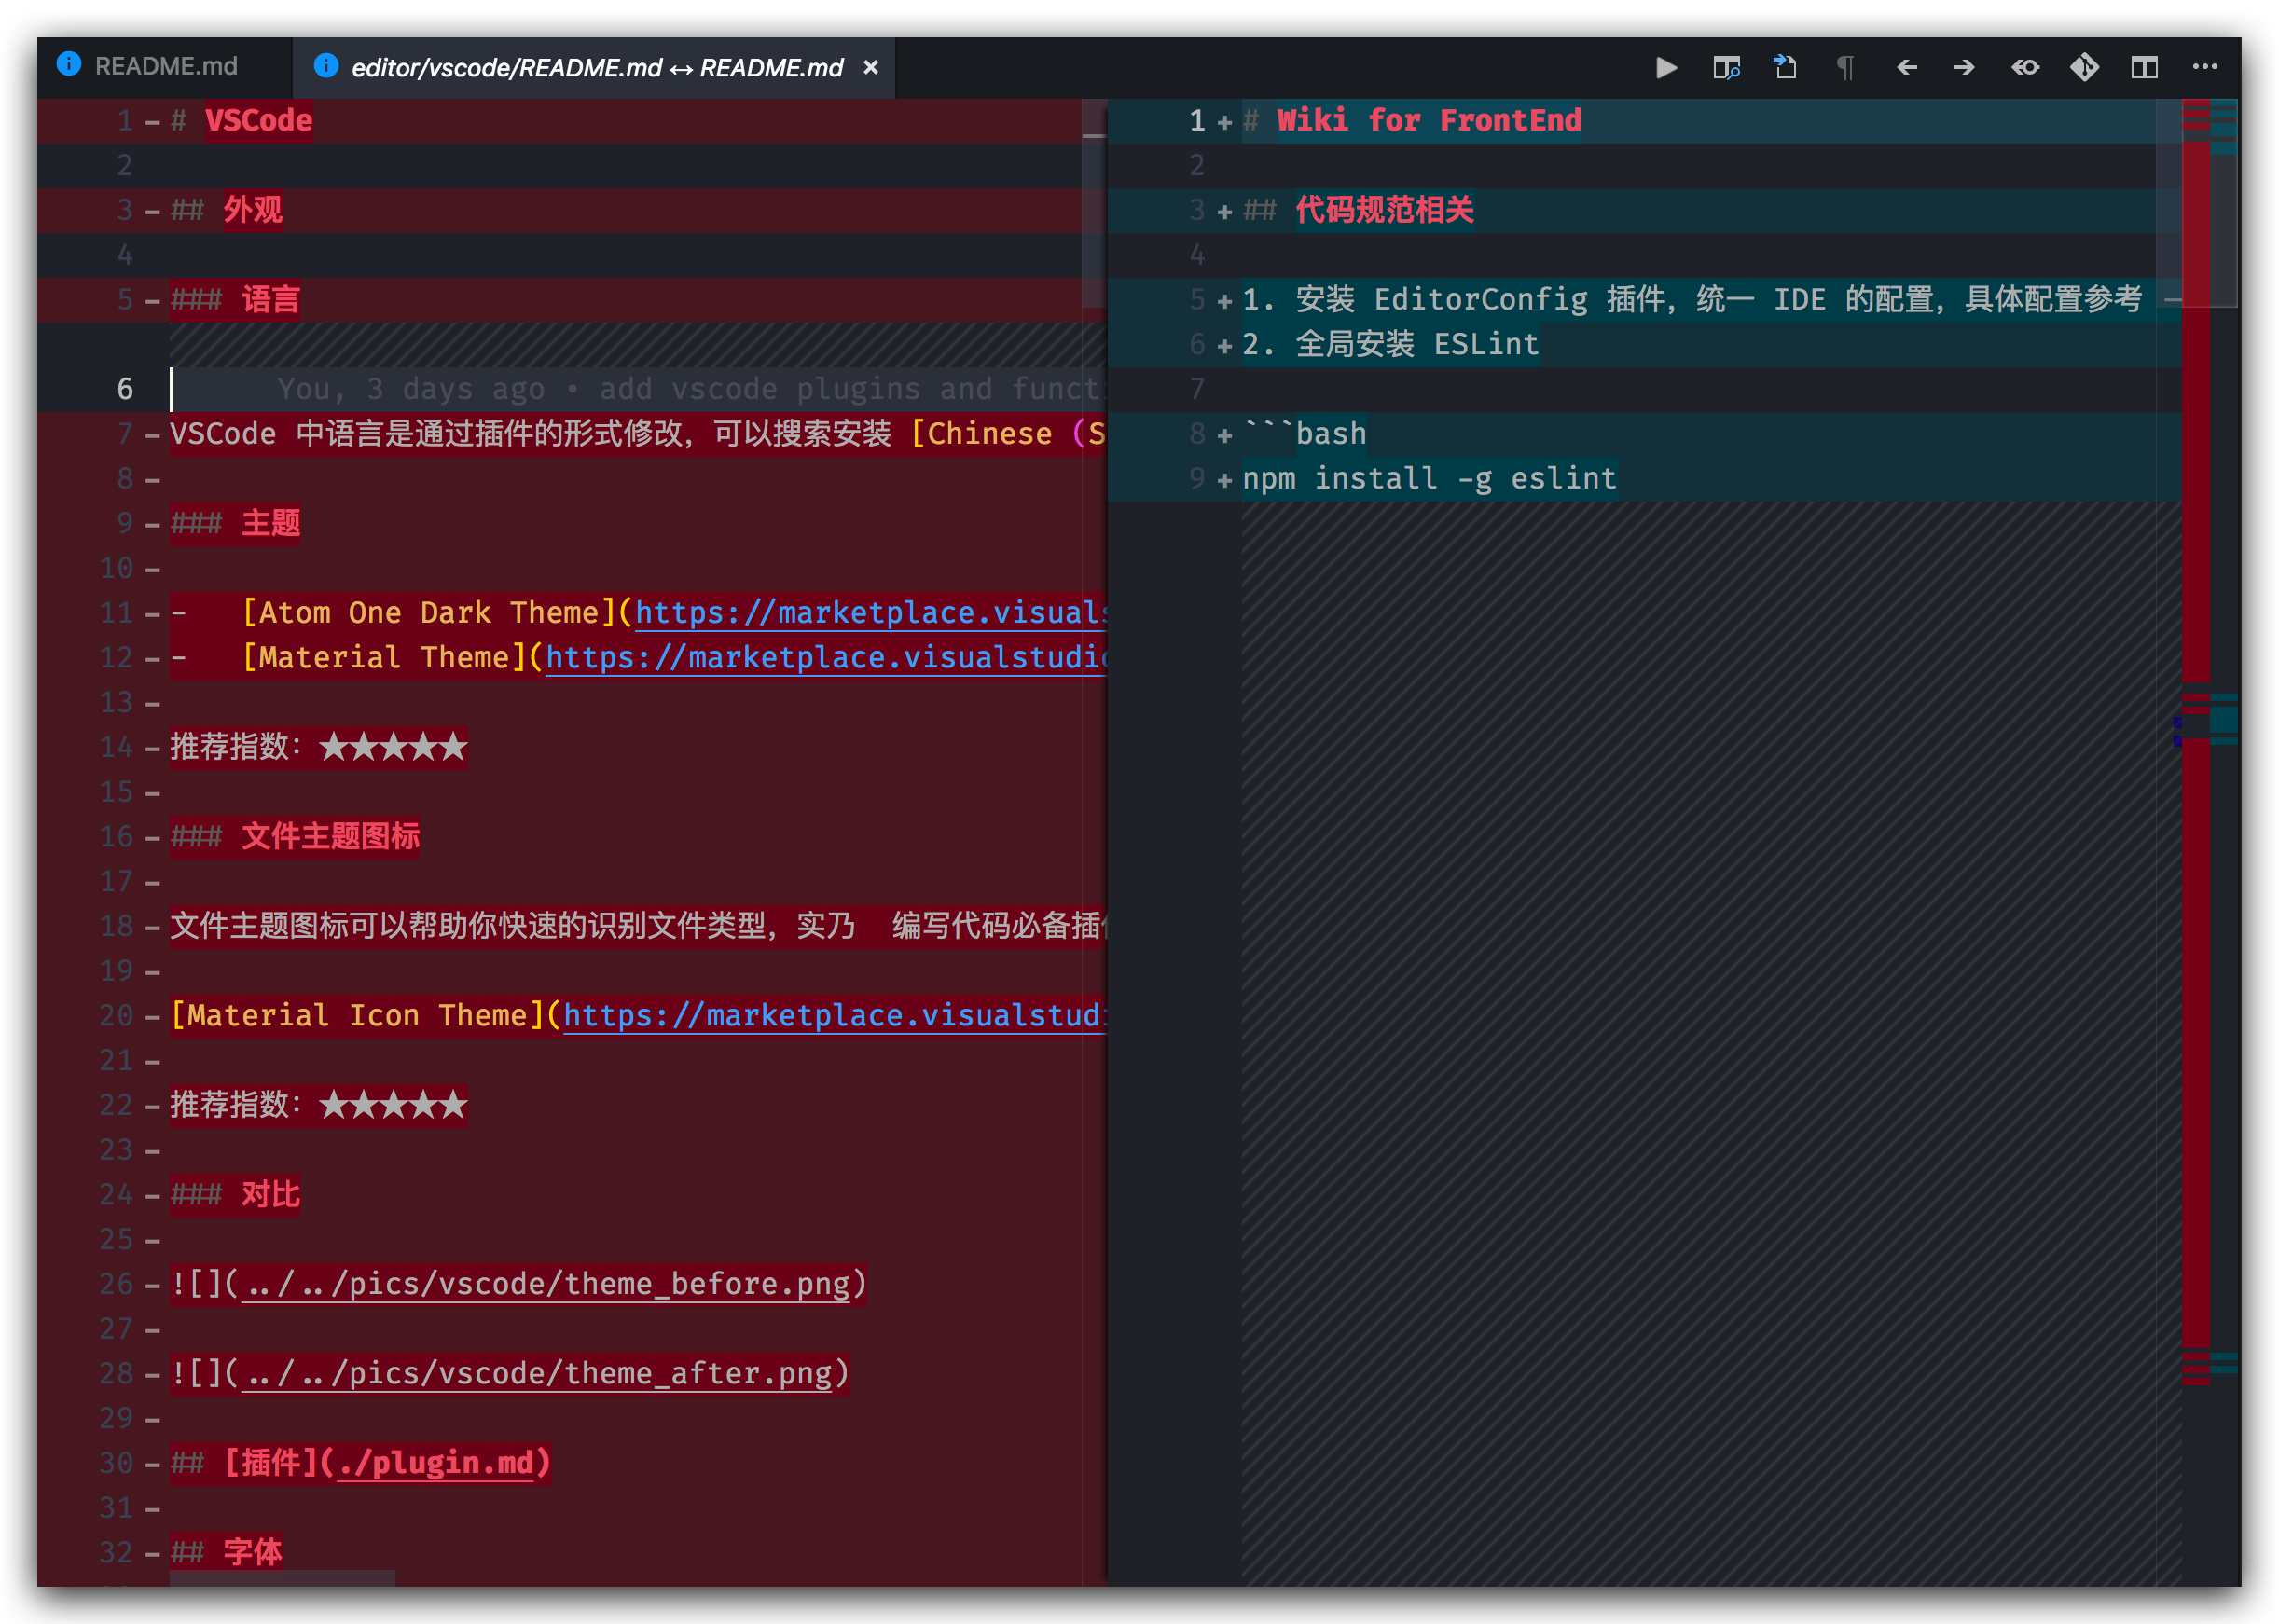 README.md
editor/vscode/README.md ↔ README.md ×
1 – # VSCode
2
3 – ## 外观
4
5 – ### 语言
6 You, 3 days ago • add vscode plugins and functi
7 – VSCode 中语言是通过插件的形式修改，可以搜索安装 [Chinese (S
8 –
9 – ### 主题
10 –
11 – - [Atom One Dark Theme](https://marketplace.visuals
12 – - [Material Theme](https://marketplace.visualstudio
13 –
14 – 推荐指数：★★★★★
15 –
16 – ### 文件主题图标
17 –
18 – 文件主题图标可以帮助你快速的识别文件类型，实乃 编写代码必备插件
19 –
20 – [Material Icon Theme](https://marketplace.visualstudi
21 –
22 – 推荐指数：★★★★★
23 –
24 – ### 对比
25 –
26 – ![](../../pics/vscode/theme_before.png)
27 –
28 – ![](../../pics/vscode/theme_after.png)
29 –
30 – ## [插件](./plugin.md)
31 –
32 – ## 字体
1 + # Wiki for FrontEnd
2
3 + ## 代码规范相关
4
5 + 1. 安装 EditorConfig 插件，统一 IDE 的配置，具体配置参考
6 + 2. 全局安装 ESLint
7
8 + ```bash
9 + npm install -g eslint